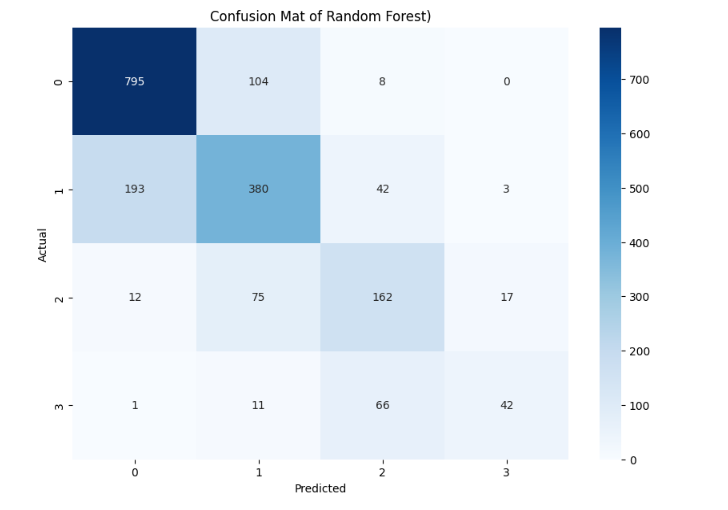 Confusion Mat of Random Forest)
0 795 104 8 0
1 193 380 42 3
2 12 75 162 17
3 1 11 66 42
0 1 2 3
Predicted
Actual
700
600
500
400
300
200
100
0